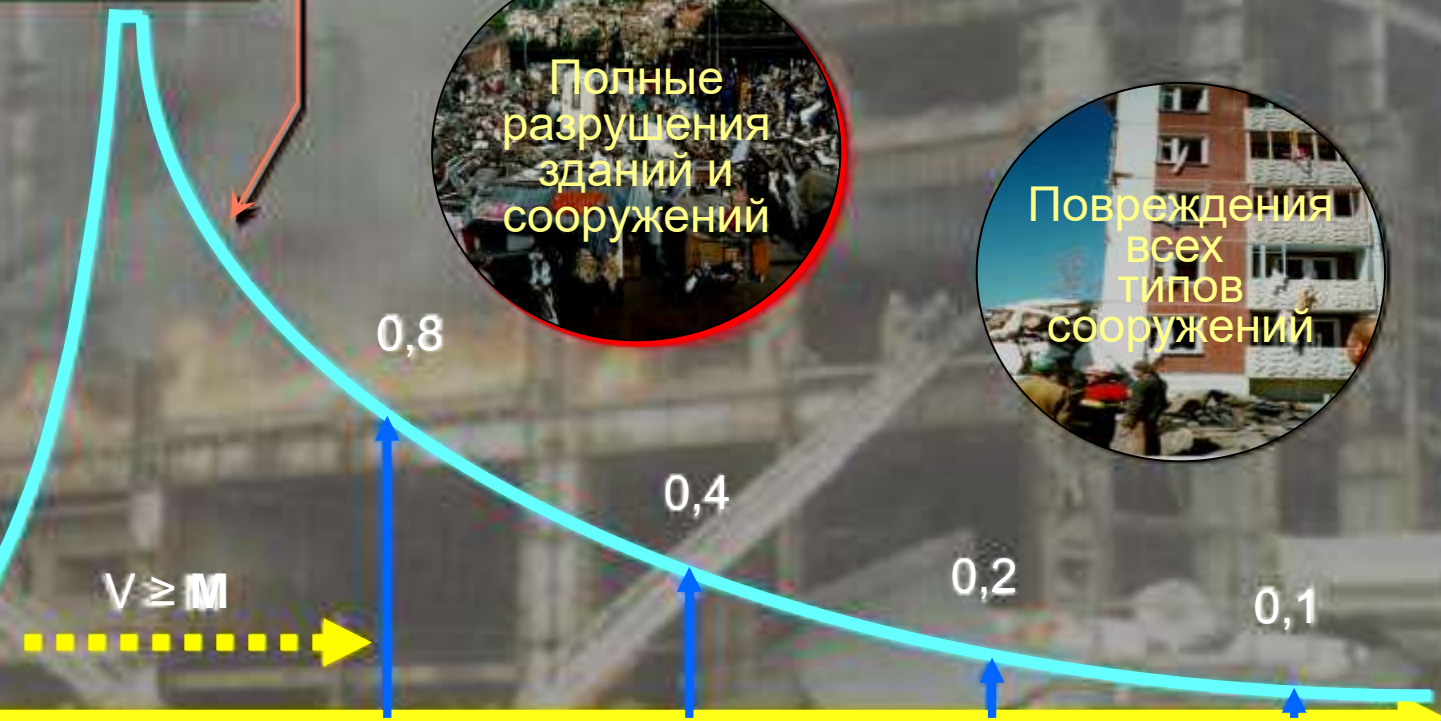 Полные
разрушения
зданий и
сооружений
Повреждения
всех
типов
сооружений
0,8
0,4
0,2
0,1
V ≥ M